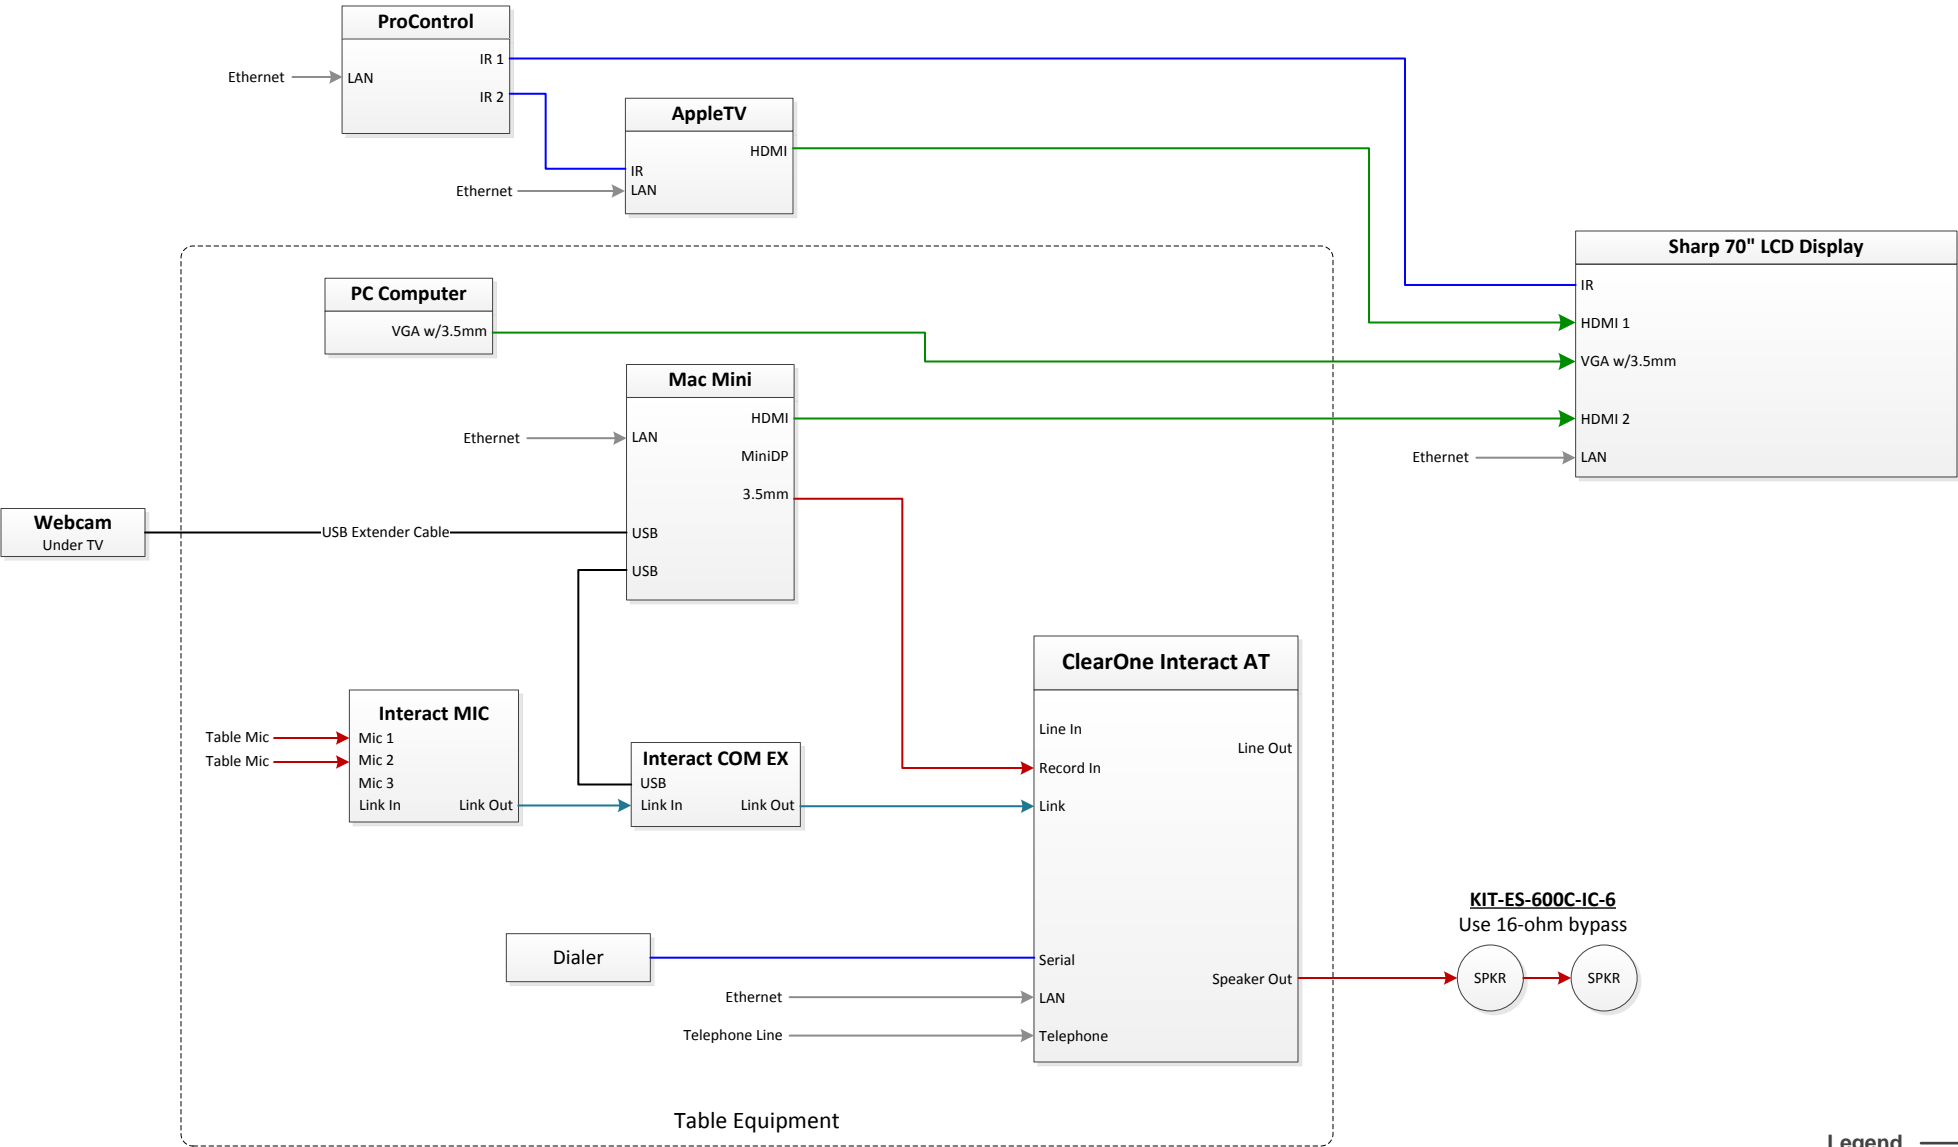 ProControl
IR 1
Ethernet
LAN
IR 2
AppleTV
HDMI
IR
Ethernet
LAN
Sharp 70" LCD Display
IR
HDMI 1
VGA w/3.5mm
HDMI 2
Ethernet
LAN
PC Computer
VGA w/3.5mm
Mac Mini
HDMI
Ethernet
LAN
MiniDP
3.5mm
USB
USB
Webcam
Under TV
USB Extender Cable
ClearOne Interact AT
Line In
Line Out
Record In
Link
Serial
Speaker Out
LAN
Telephone
Interact MIC
Table Mic
Mic 1
Table Mic
Mic 2
Mic 3
Link In
Link Out
Interact COM EX
USB
Link In
Link Out
Dialer
Ethernet
Telephone Line
KIT-ES-600C-IC-6
Use 16-ohm bypass
SPKR
SPKR
Table Equipment
Legend